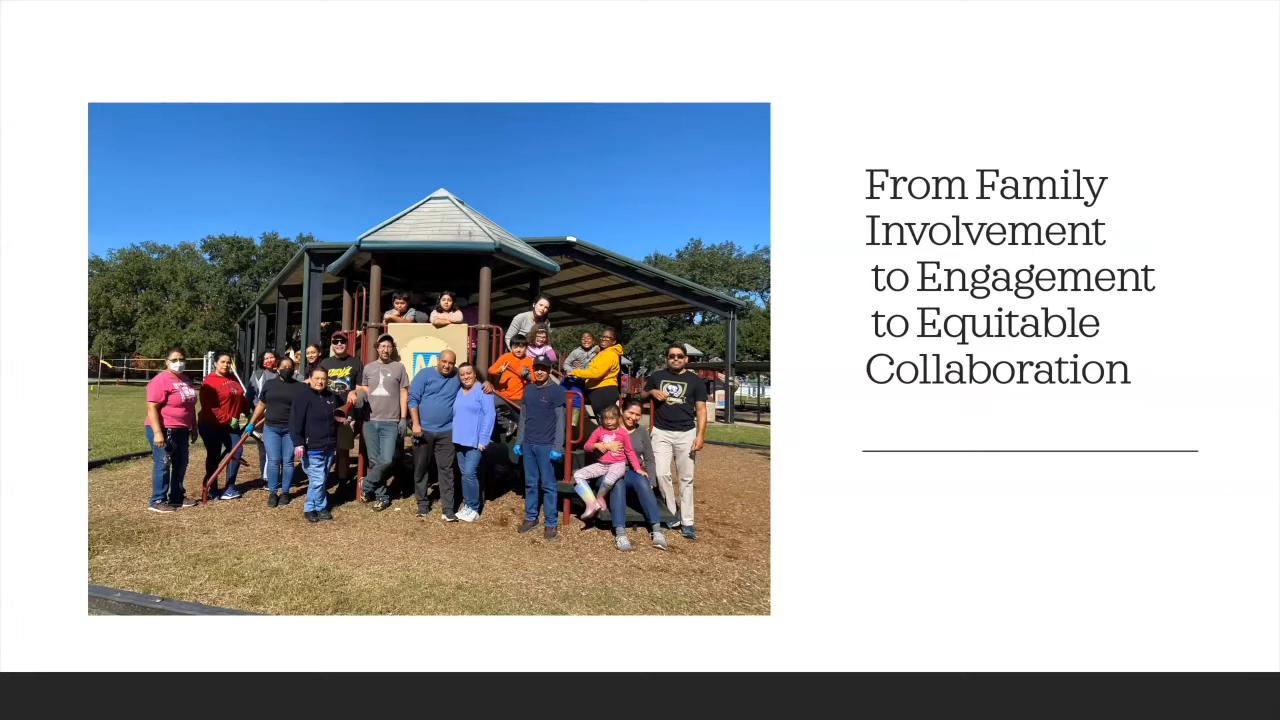 From Family
Involvement
to Engagement
to Equitable
Collaboration